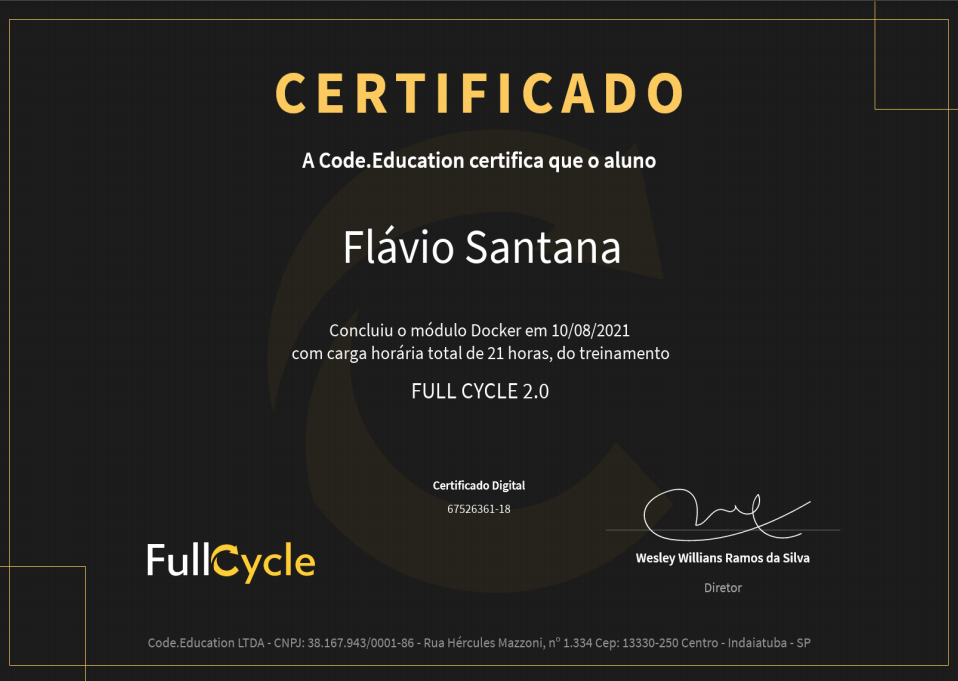 CERTIFICADO
A Code.Education certifica que o aluno
Flávio Santana
Concluiu o módulo Docker em 10/08/2021
com carga horária total de 21 horas, do treinamento
FULL CYCLE 2.0
Certificado Digital
67526361-18
FullCycle
Wesley Willians Ramos da Silva
Diretor
Code.Education LTDA - CNPJ: 38.167.943/0001-86 - Rua Hércules Mazzoni, nº 1.334 Cep: 13330-250 Centro - Indaiatuba - SP